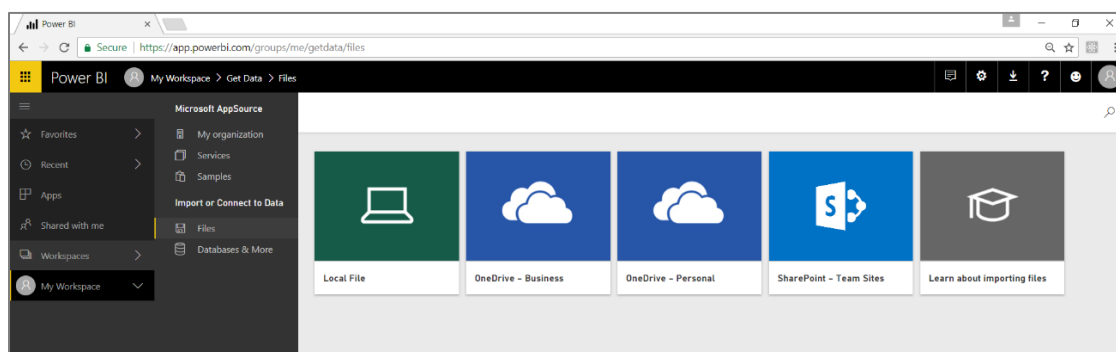 Power BI
Secure | https://app.powerbi.com/groups/me/getdata/files
Power BI My Workspace > Get Data > Files
Favorites
Recent
Apps
Shared with me
Workspaces
My Workspace
Microsoft AppSource
My organization
Services
Samples
Import or Connect to Data
Files
Databases & More
S
Local File
OneDrive – Business
OneDrive – Personal
SharePoint – Team Sites
Learn about importing files